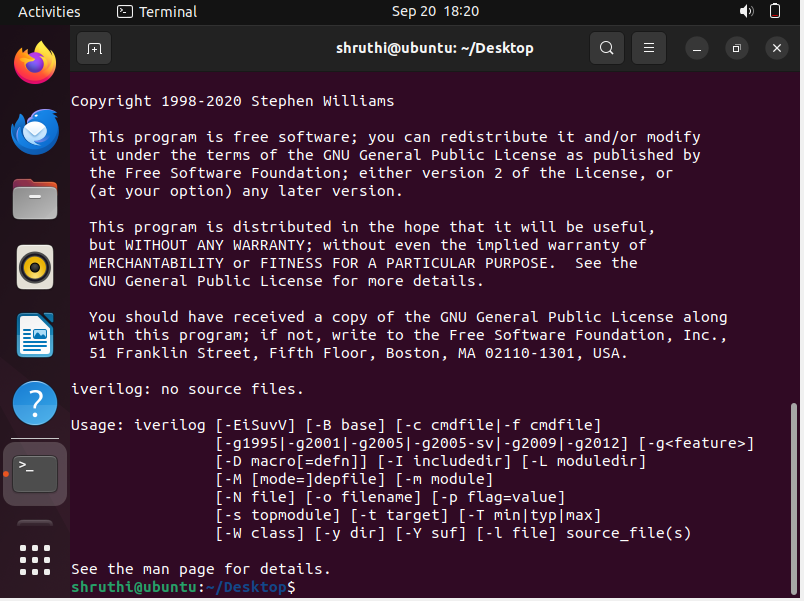 Activities Terminal Sep 20 18:20
shruthi@ubuntu: ~/Desktop
Copyright 1998-2020 Stephen Williams
This program is free software; you can redistribute it and/or modify
it under the terms of the GNU General Public License as published by
the Free Software Foundation; either version 2 of the License, or
(at your option) any later version.
This program is distributed in the hope that it will be useful,
but WITHOUT ANY WARRANTY; without even the implied warranty of
MERCHANTABILITY or FITNESS FOR A PARTICULAR PURPOSE.  See the
GNU General Public License for more details.
You should have received a copy of the GNU General Public License along
with this program; if not, write to the Free Software Foundation, Inc.,
51 Franklin Street, Fifth Floor, Boston, MA 02110-1301, USA.
iverilog: no source files.
Usage: iverilog [-EiSuvV] [-B base] [-c cmdfile|-f cmdfile]
[-g1995|-g2001|-g2005|-g2005-sv|-g2009|-g2012] [-g<feature>]
[-D macro[=defn]] [-I includedir] [-L moduledir]
[-M [mode=]depfile] [-m module]
[-N file] [-o filename] [-p flag=value]
[-s topmodule] [-t target] [-T min|typ|max]
[-W class] [-y dir] [-Y suf] [-l file] source_file(s)
See the man page for details.
shruthi@ubuntu:~/Desktop$